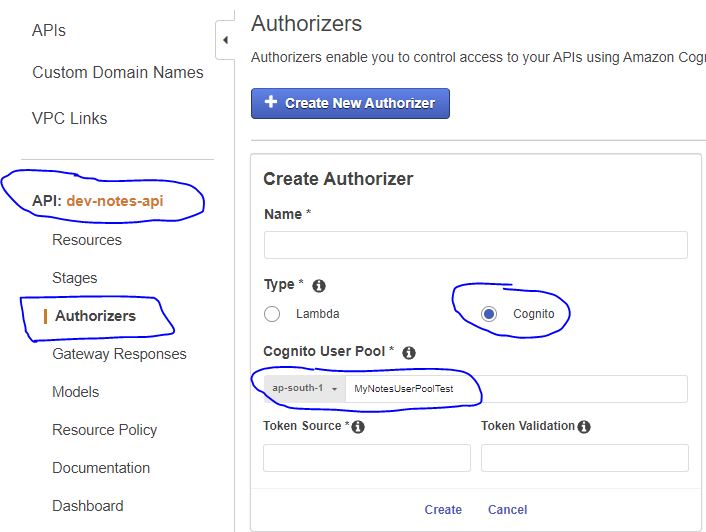 APIs
Custom Domain Names
VPC Links
API: dev-notes-api
Resources
Stages
Authorizers
Gateway Responses
Models
Resource Policy
Documentation
Dashboard
Authorizers
Authorizers enable you to control access to your APIs using Amazon Cog
+ Create New Authorizer
Create Authorizer
Name *
Type *
Lambda
Cognito
Cognito User Pool *
ap-south-1 MyNotesUserPoolTest
Token Source * Token Validation
Create Cancel